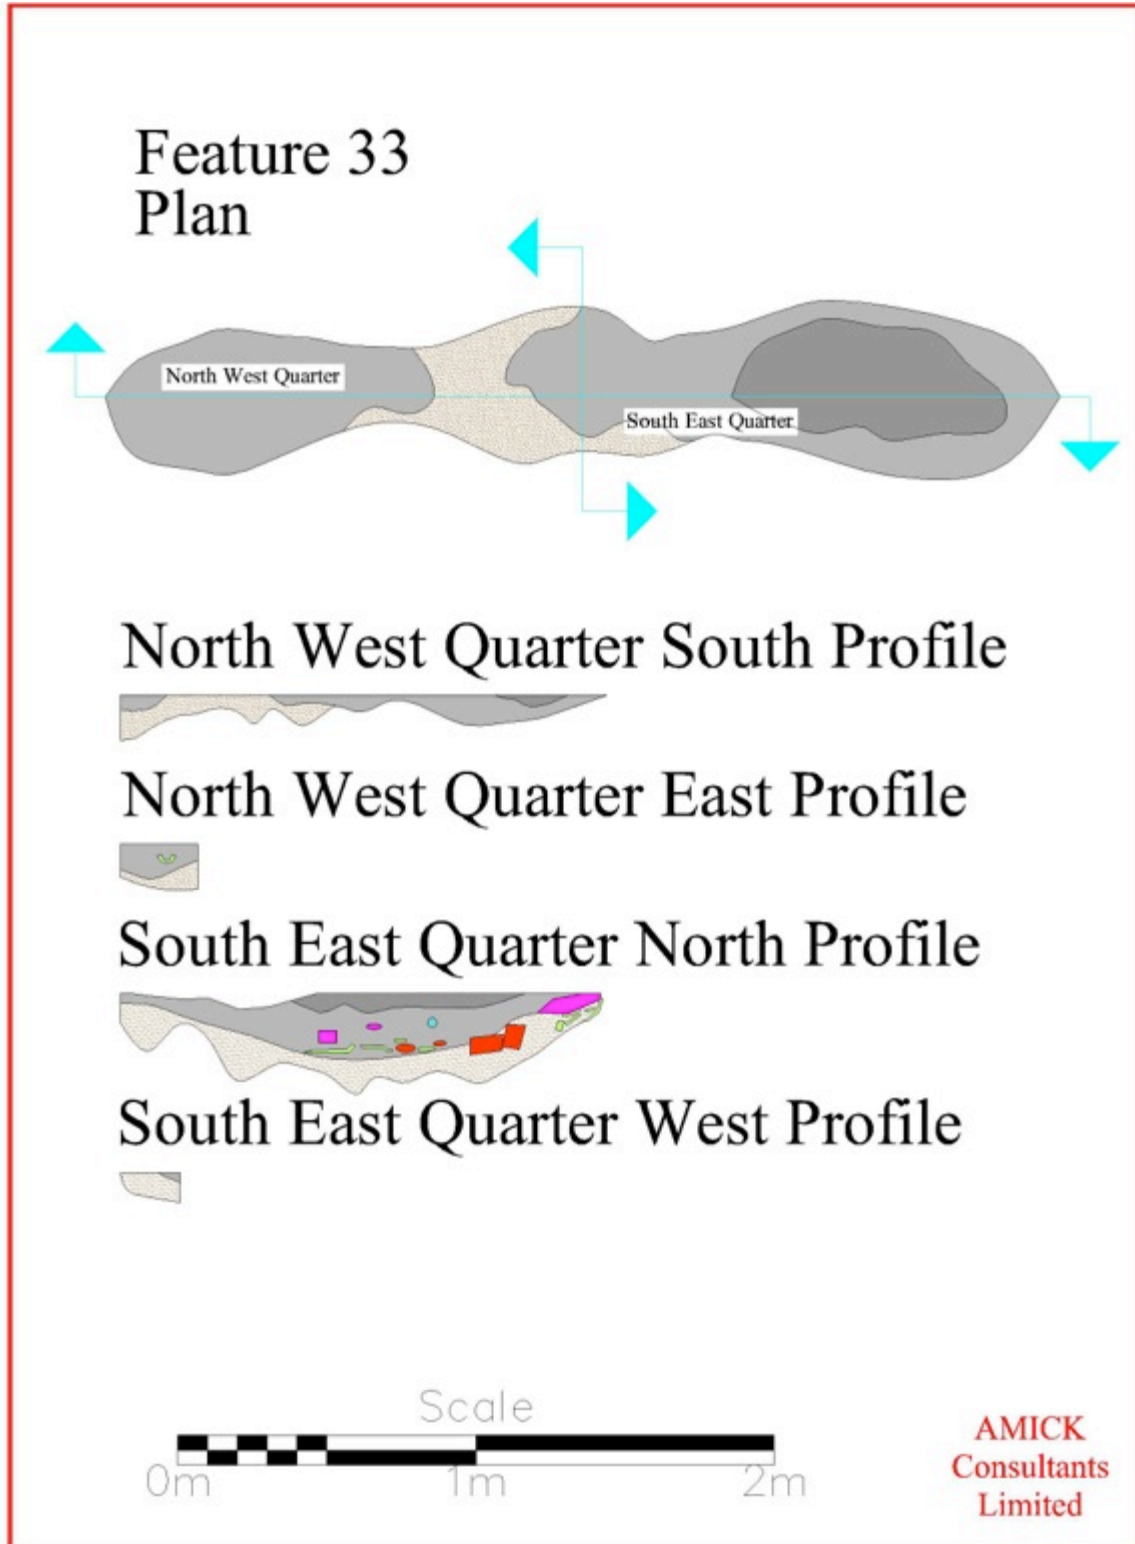 Feature 33
Plan
North West Quarter
South East Quarter
North West Quarter South Profile
North West Quarter East Profile
South East Quarter North Profile
South East Quarter West Profile
Scale
0m 1m 2m
AMICK
Consultants
Limited